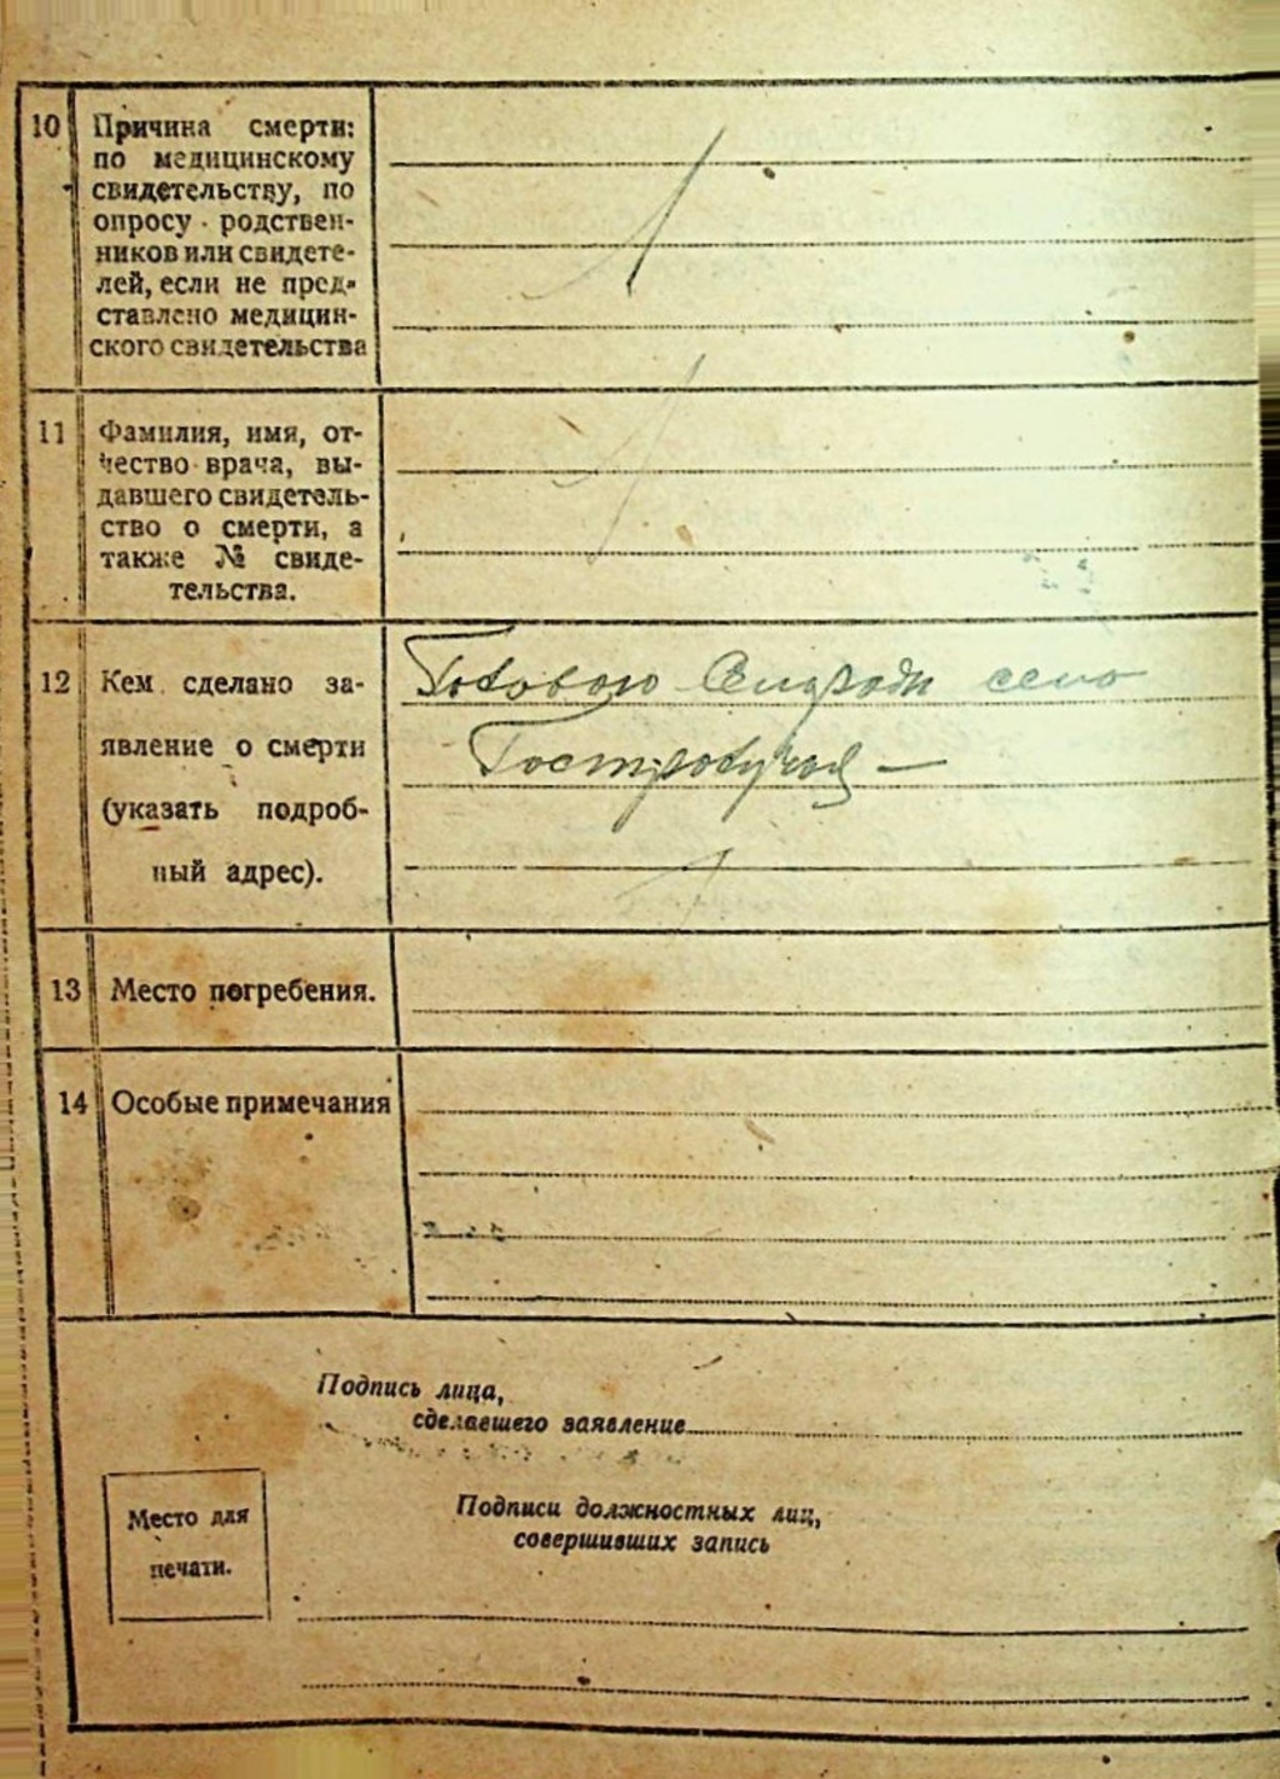 10 Причина смерти:
по медицинскому
свидетельству, по
опросу родствен-
ников или свидете-
лей, если не пред-
ставлено медицин-
ского свидетельства
11 Фамилия, имя, от-
чество врача, вы-
давшего свидетель-
ство о смерти, а
также № свиде-
тельства.
12 Кем сделано за-
явление о смерти
(указать подроб-
ный адрес).
село
13 Место погребения.
14 Особые примечания
Подпись лица,
сделавшего заявление
Место для
печати.
Подписи должностных лиц,
совершивших запись